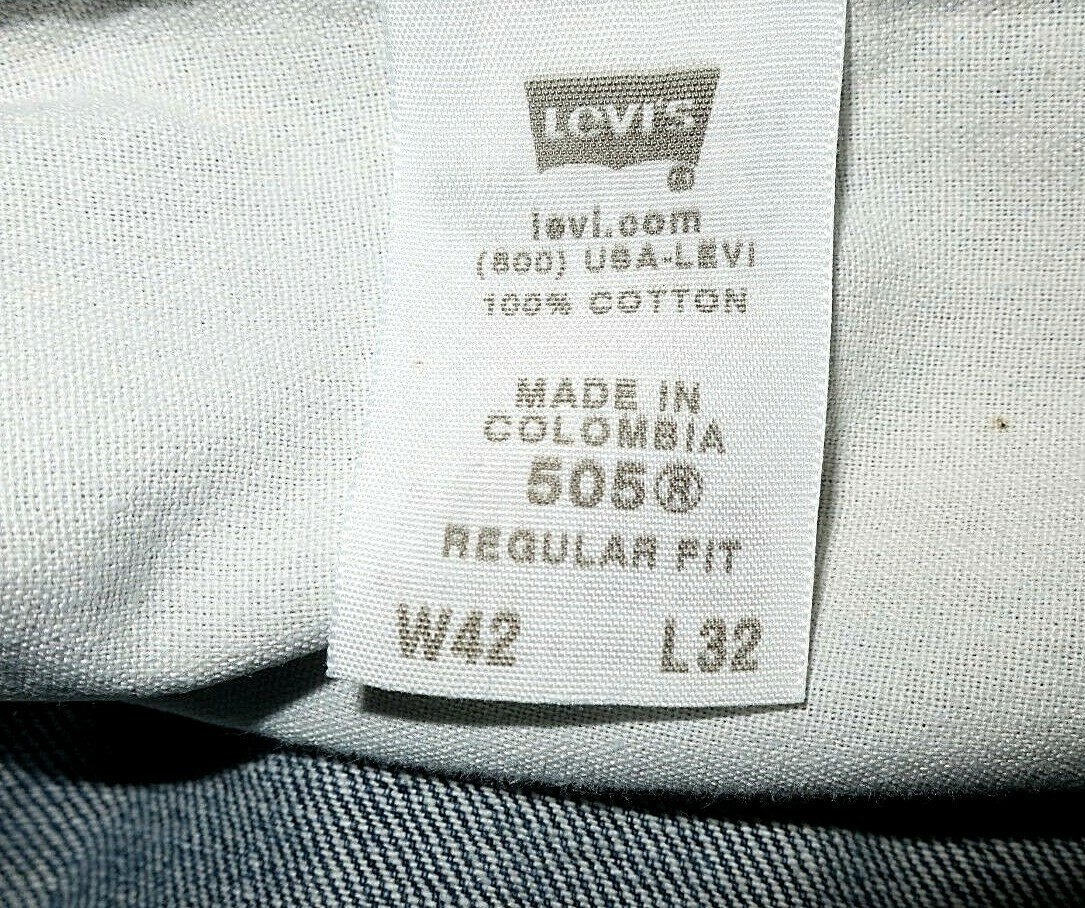 LEVI'S
®
levi.com
(800) USA-LEVI
100% COTTON
MADE IN
COLOMBIA
505®
REGULAR FIT
W42 L32